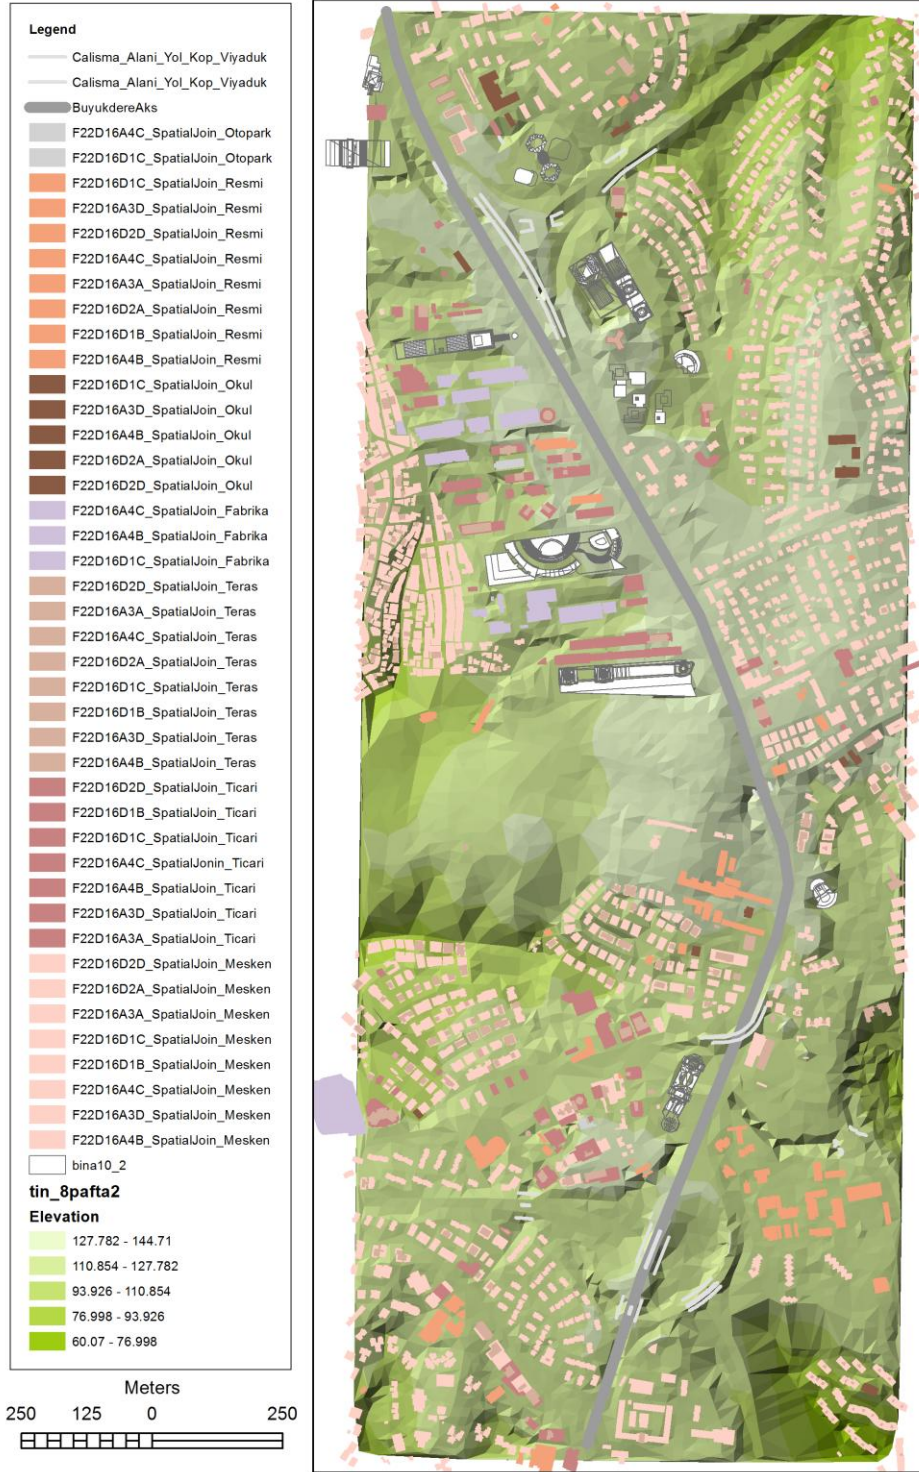 Legend
Calisma_Alani_Yol_Kop_Viyaduk
Calisma_Alani_Yol_Kop_Viyaduk
BuyukdereAks
F22D16A4C_SpatialJoin_Otopark
F22D16D1C_SpatialJoin_Otopark
F22D16D1C_SpatialJoin_Resmi
F22D16A3D_SpatialJoin_Resmi
F22D16D2D_SpatialJoin_Resmi
F22D16A4C_SpatialJoin_Resmi
F22D16A3A_SpatialJoin_Resmi
F22D16D2A_SpatialJoin_Resmi
F22D16D1B_SpatialJoin_Resmi
F22D16A4B_SpatialJoin_Resmi
F22D16D1C_SpatialJoin_Okul
F22D16A3D_SpatialJoin_Okul
F22D16A4B_SpatialJoin_Okul
F22D16D2A_SpatialJoin_Okul
F22D16D2D_SpatialJoin_Okul
F22D16A4C_SpatialJoin_Fabrika
F22D16A4B_SpatialJoin_Fabrika
F22D16D1C_SpatialJoin_Fabrika
F22D16D2D_SpatialJoin_Teras
F22D16A3A_SpatialJoin_Teras
F22D16A4C_SpatialJoin_Teras
F22D16D2A_SpatialJoin_Teras
F22D16D1C_SpatialJoin_Teras
F22D16D1B_SpatialJoin_Teras
F22D16A3D_SpatialJoin_Teras
F22D16A4B_SpatialJoin_Teras
F22D16D2D_SpatialJoin_Ticari
F22D16D1B_SpatialJoin_Ticari
F22D16D1C_SpatialJoin_Ticari
F22D16A4C_SpatialJonin_Ticari
F22D16A4B_SpatialJoin_Ticari
F22D16A3D_SpatialJoin_Ticari
F22D16A3A_SpatialJoin_Ticari
F22D16D2D_SpatialJoin_Mesken
F22D16D2A_SpatialJoin_Mesken
F22D16A3A_SpatialJoin_Mesken
F22D16D1C_SpatialJoin_Mesken
F22D16D1B_SpatialJoin_Mesken
F22D16A4C_SpatialJoin_Mesken
F22D16A3D_SpatialJoin_Mesken
F22D16A4B_SpatialJoin_Mesken
bina10_2
tin_8pafta2
Elevation
127.782 - 144.71
110.854 - 127.782
93.926 - 110.854
76.998 - 93.926
60.07 - 76.998
Meters
250 125 0 250